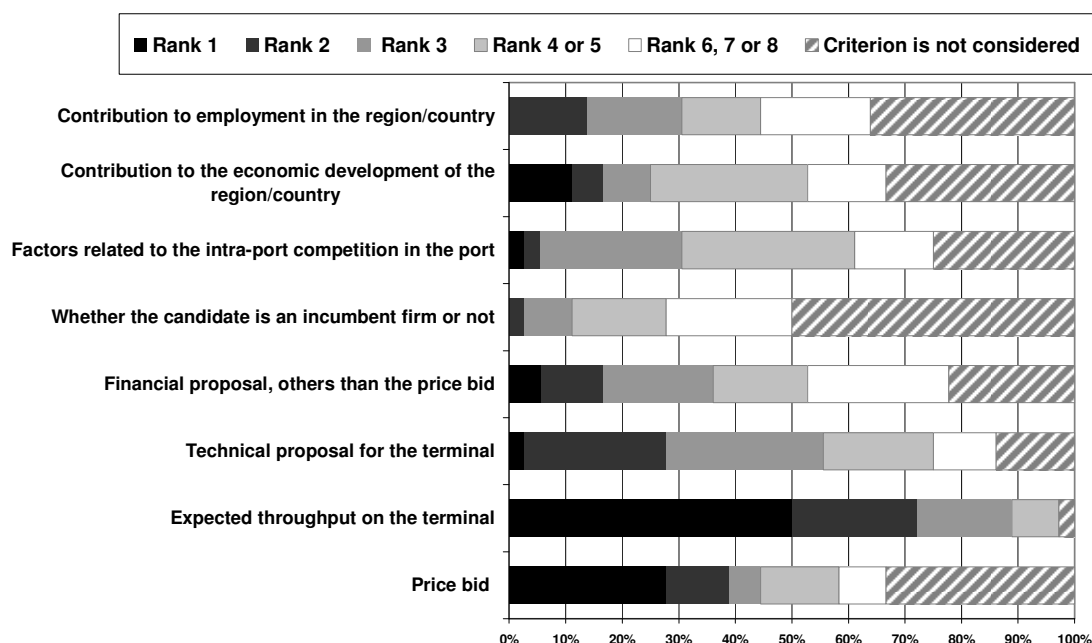 Rank 1 Rank 2 Rank 3 Rank 4 or 5 Rank 6, 7 or 8 Criterion is not considered
Contribution to employment in the region/country
Contribution to the economic development of the
region/country
Factors related to the intra-port competition in the port
Whether the candidate is an incumbent firm or not
Financial proposal, others than the price bid
Technical proposal for the terminal
Expected throughput on the terminal
Price bid
0% 10% 20% 30% 40% 50% 60% 70% 80% 90% 100%